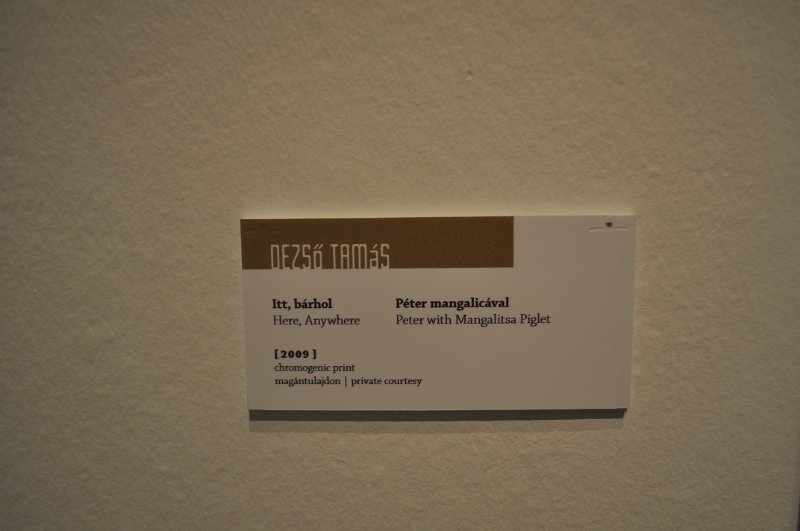 DEZSő TAMáS
Itt, bárhol
Here, Anywhere
Péter mangalicával
Peter with Mangalitsa Piglet
[ 2009 ]
chromogenic print
magántulajdon | private courtesy